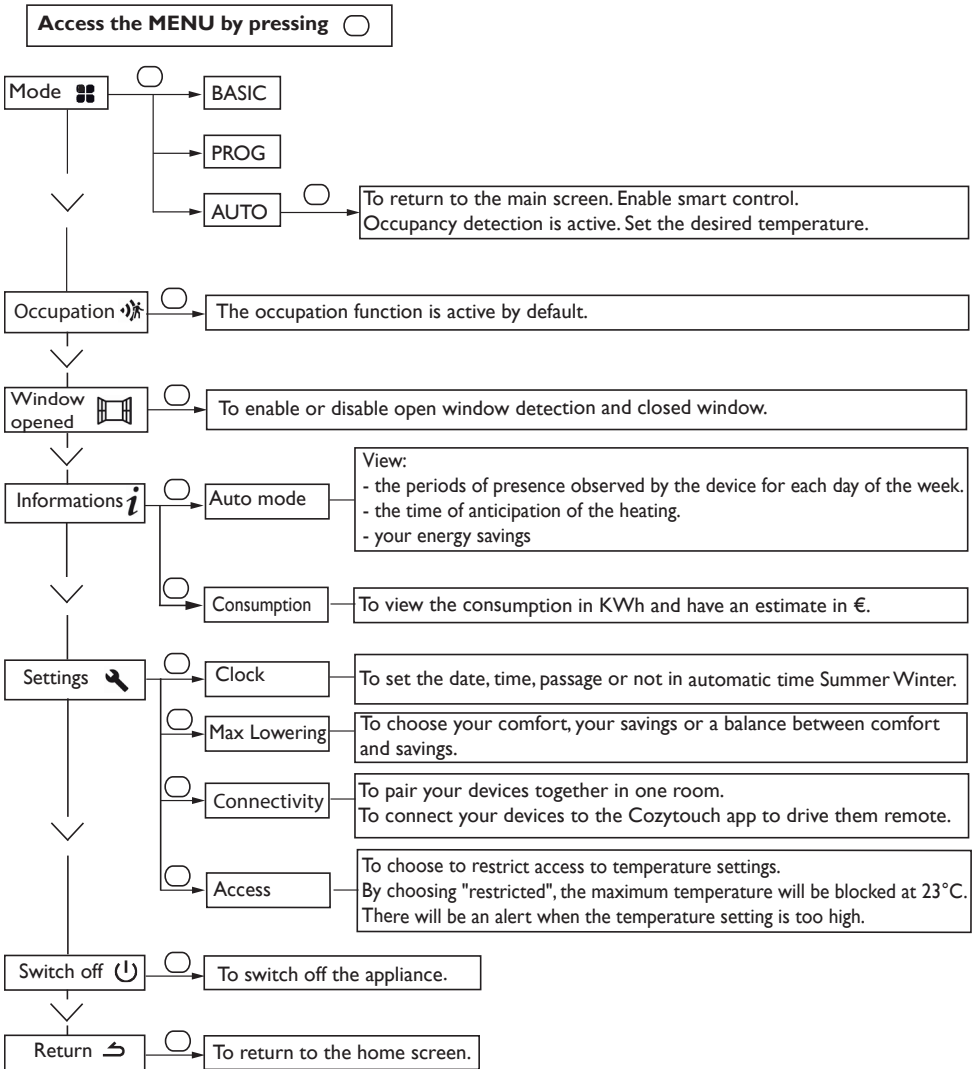 Access the MENU by pressing
Mode
BASIC
PROG
AUTO
To return to the main screen. Enable smart control.
Occupancy detection is active. Set the desired temperature.
Occupation
The occupation function is active by default.
Window
opened
To enable or disable open window detection and closed window.
Informations i
Auto mode
View:
- the periods of presence observed by the device for each day of the week.
- the time of anticipation of the heating.
- your energy savings
Consumption
To view the consumption in KWh and have an estimate in €.
Settings
Clock
To set the date, time, passage or not in automatic time Summer Winter.
Max Lowering
To choose your comfort, your savings or a balance between comfort
and savings.
Connectivity
To pair your devices together in one room.
To connect your devices to the Cozytouch app to drive them remote.
Access
To choose to restrict access to temperature settings.
By choosing "restricted", the maximum temperature will be blocked at 23°C.
There will be an alert when the temperature setting is too high.
Switch off
To switch off the appliance.
Return
To return to the home screen.